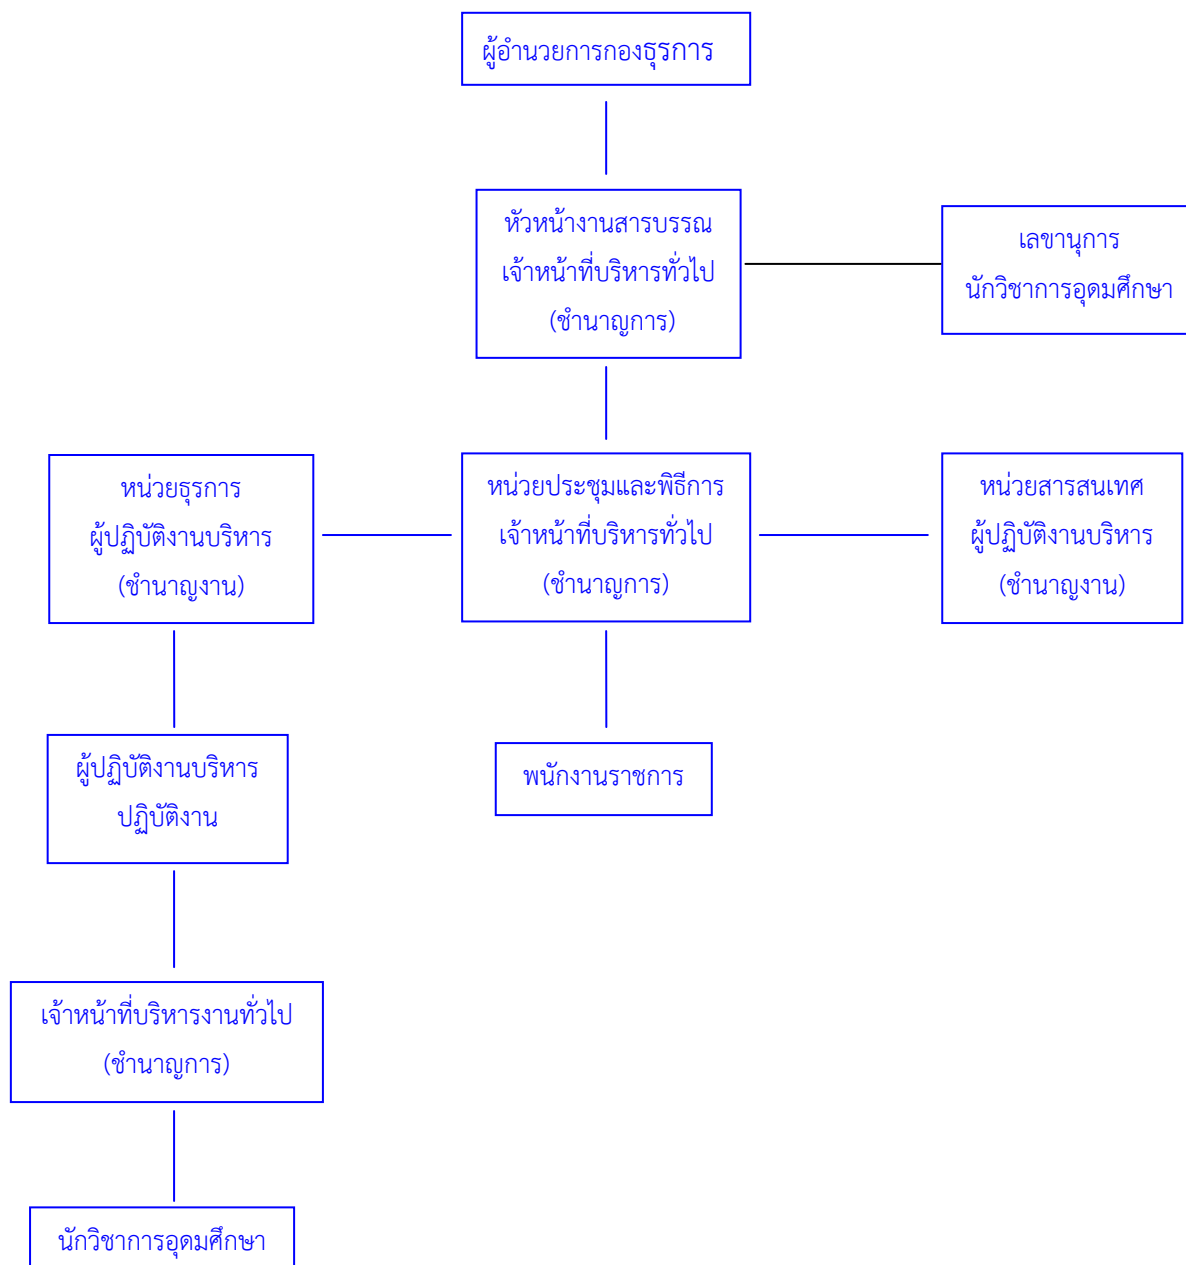 ผู้อำนวยการกองธุรการ
หัวหน้างานสารบรรณ
เจ้าหน้าที่บริหารทั่วไป
(ชำนาญการ)
เลขานุการ
นักวิชาการอุดมศึกษา
หน่วยธุรการ
ผู้ปฏิบัติงานบริหาร
(ชำนาญงาน)
หน่วยประชุมและพิธีการ
เจ้าหน้าที่บริหารทั่วไป
(ชำนาญการ)
หน่วยสารสนเทศ
ผู้ปฏิบัติงานบริหาร
(ชำนาญงาน)
ผู้ปฏิบัติงานบริหาร
ปฏิบัติงาน
พนักงานราชการ
เจ้าหน้าที่บริหารงานทั่วไป
(ชำนาญการ)
นักวิชาการอุดมศึกษา